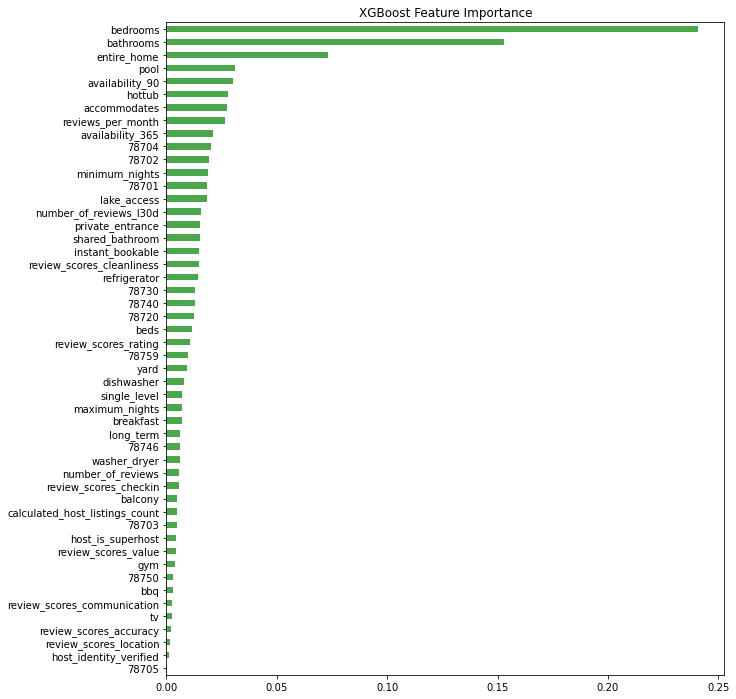 XGBoost Feature Importance
bedrooms
bathrooms
entire_home
pool
availability_90
hottub
accommodates
reviews_per_month
availability_365
78704
78702
minimum_nights
78701
lake_access
number_of_reviews_l30d
private_entrance
shared_bathroom
instant_bookable
review_scores_cleanliness
refrigerator
78730
78740
78720
beds
review_scores_rating
78759
yard
dishwasher
single_level
maximum_nights
breakfast
long_term
78746
washer_dryer
number_of_reviews
review_scores_checkin
balcony
calculated_host_listings_count
78703
host_is_superhost
review_scores_value
gym
78750
bbq
review_scores_communication
tv
review_scores_accuracy
review_scores_location
host_identity_verified
78705
0.00 0.05 0.10 0.15 0.20 0.25